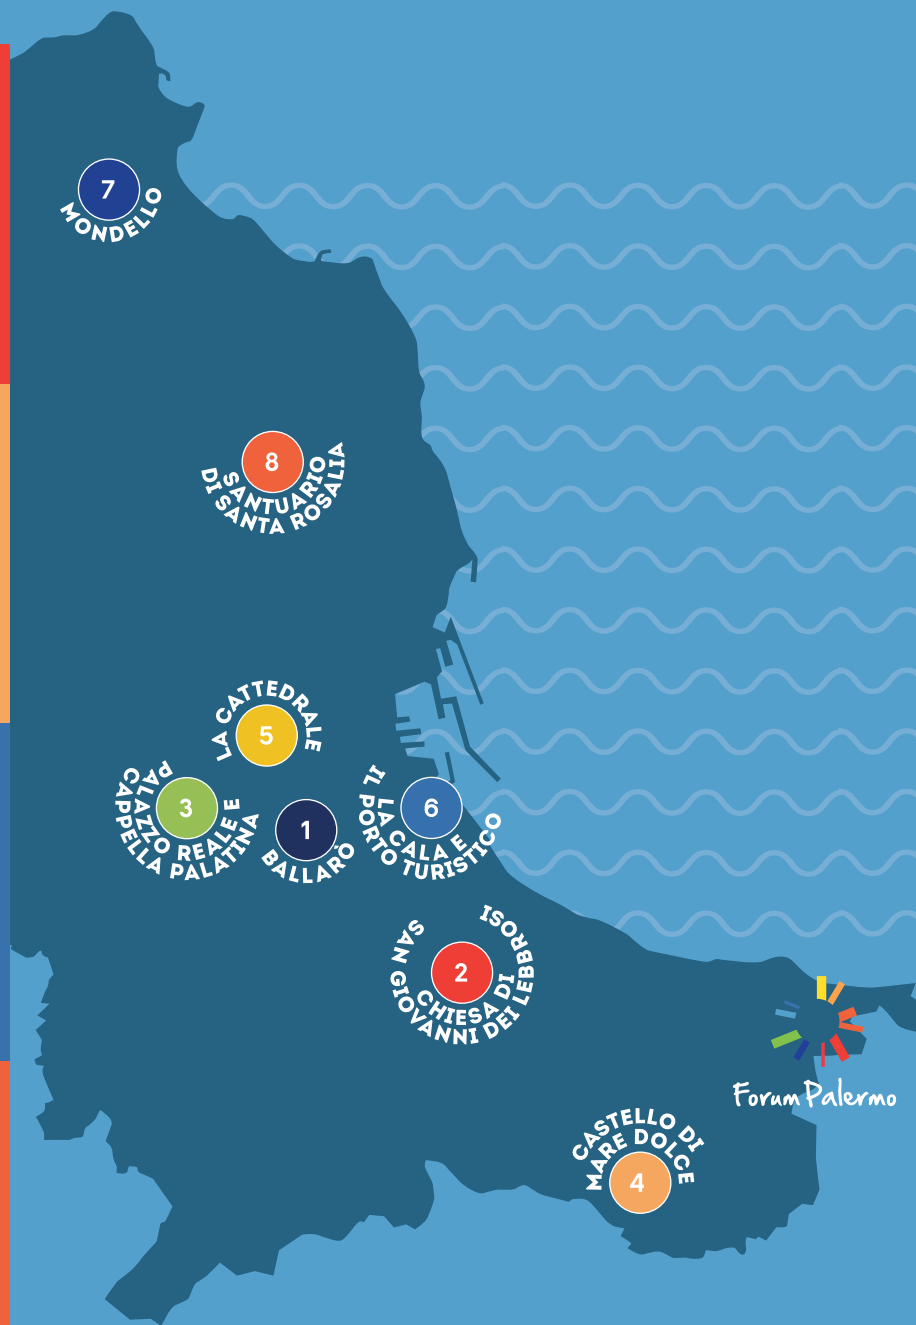 7
MONDELLO
8
SANTUARIO
DI SANTA ROSALIA
LA CATTEDRALE
5
3
PALAZZO REALE E
CAPPELLA PALATINA
1
BALLARÒ
6
LA CALA E
IL PORTO TURISTICO
2
CHIESA DI
SAN GIOVANNI DEI LEBBROSI
Forum Palermo
CASTELLO DI
MARE DOLCE
4